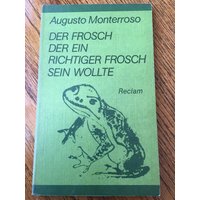 Augusto Monterroso
DER FROSCH
DER EIN
RICHTIGER FROSCH
SEIN WOLLTE
Reclam